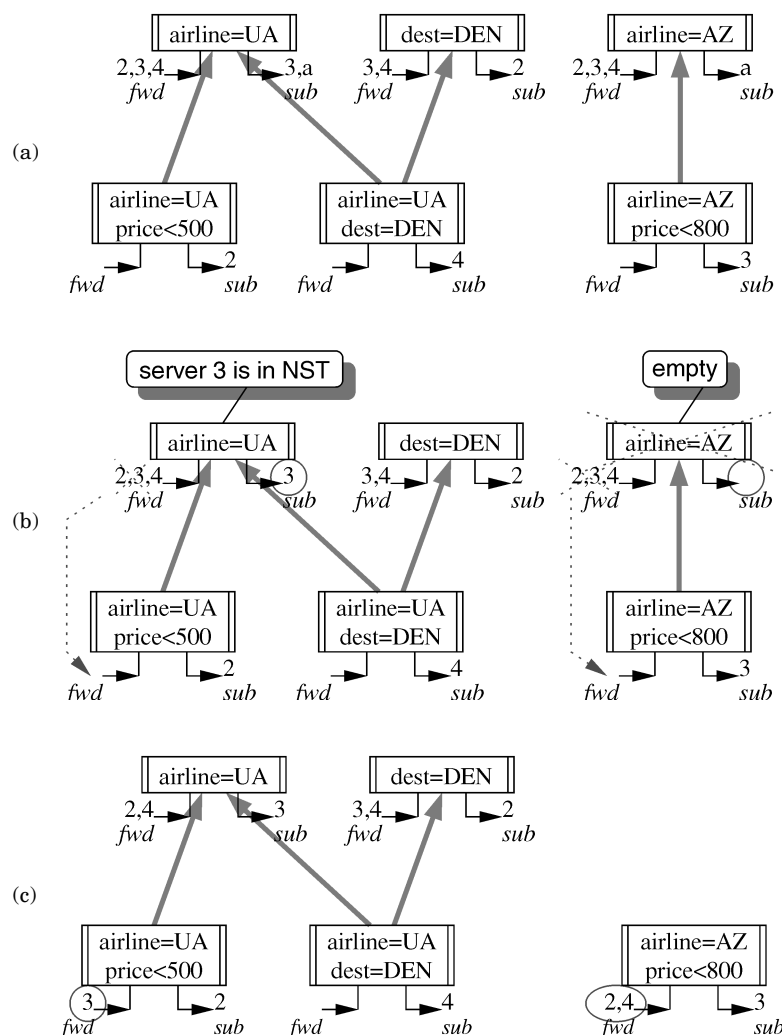 airline=UA
dest=DEN
airline=AZ
2,3,4
3,a
3,4
2
2,3,4
a
fwd
sub
fwd
sub
fwd
sub
(a)
airline=UA
price<500
airline=UA
dest=DEN
airline=AZ
price<800
2
4
3
fwd
sub
fwd
sub
fwd
sub
server 3 is in NST
empty
airline=UA
dest=DEN
airline=AZ
2,3,4
3
3,4
2
2,3,4
fwd
sub
fwd
sub
fwd
sub
(b)
airline=UA
price<500
airline=UA
dest=DEN
airline=AZ
price<800
2
4
3
fwd
sub
fwd
sub
fwd
sub
airline=UA
dest=DEN
2,4
3
3,4
2
fwd
sub
fwd
sub
(c)
airline=UA
price<500
airline=UA
dest=DEN
airline=AZ
price<800
3
2
4
2,4
3
fwd
sub
fwd
sub
fwd
sub